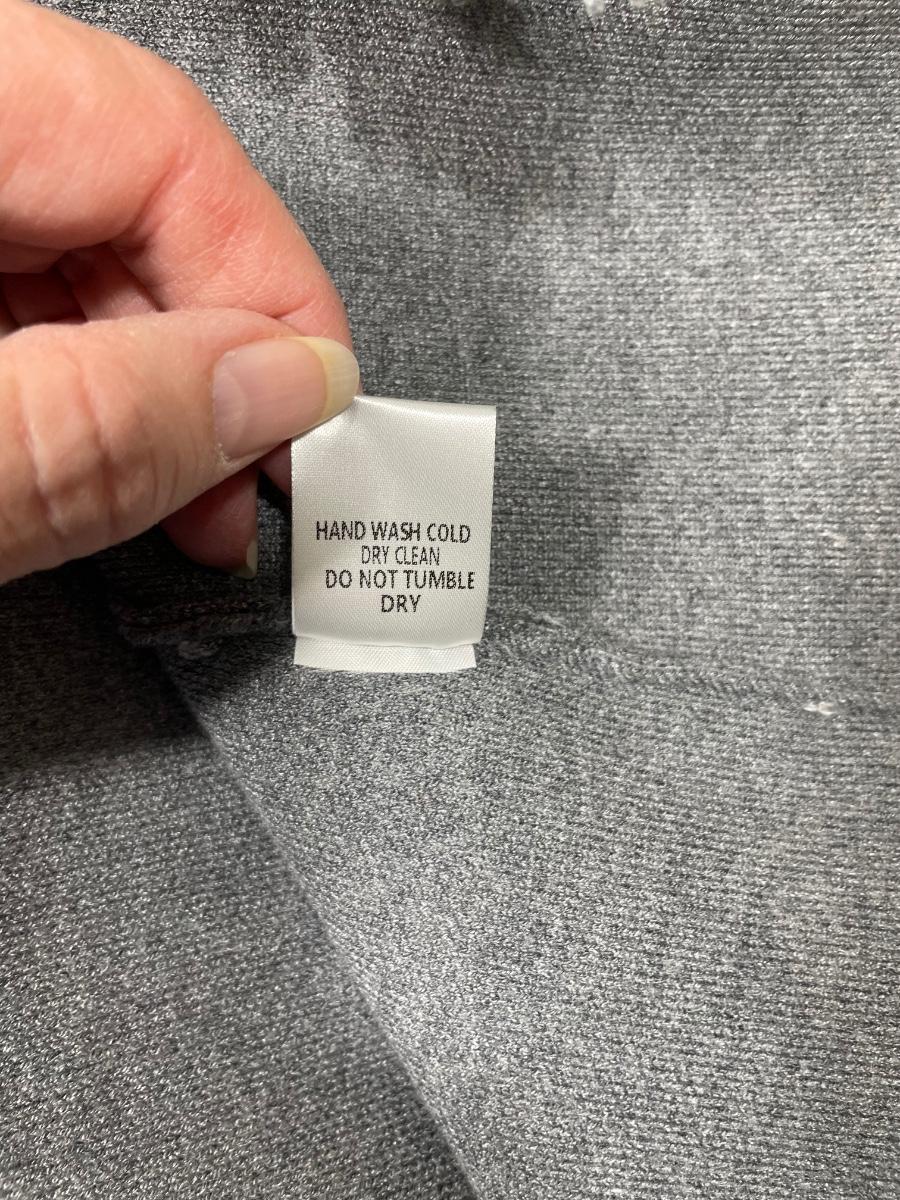 HAND WASH COLD
DRY CLEAN
DO NOT TUMBLE
DRY